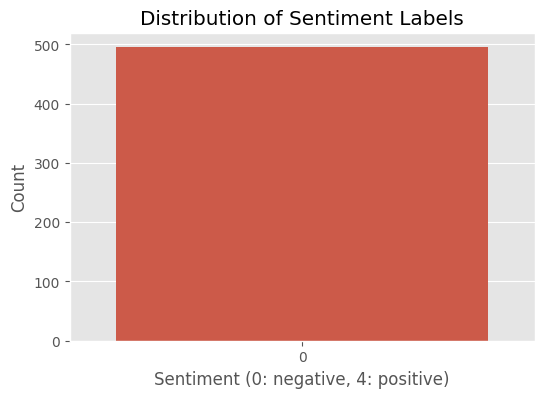 Distribution of Sentiment Labels
500
400
300
200
100
0
Count
0
Sentiment (0: negative, 4: positive)